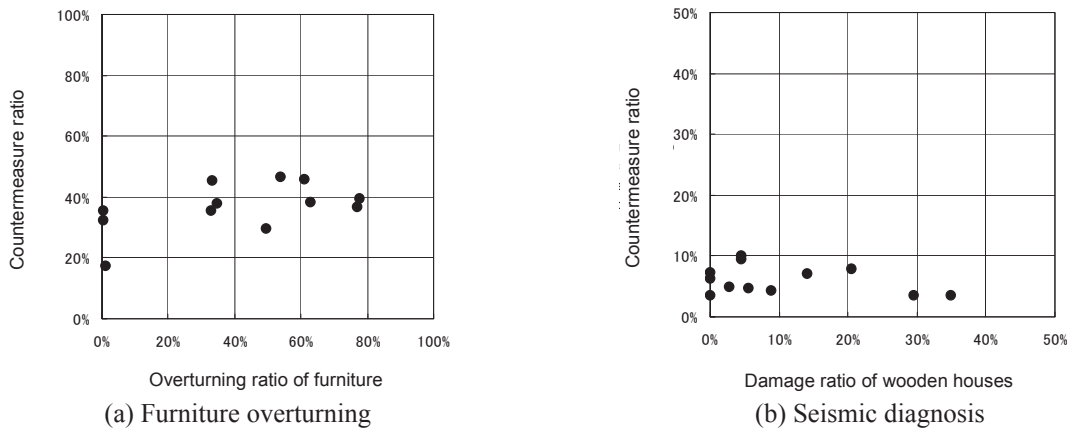 100%
80%
60%
40%
20%
0%
0% 20% 40% 60% 80% 100%
Countermeasure ratio
Overturning ratio of furniture
(a) Furniture overturning
50%
40%
30%
20%
10%
0%
0% 10% 20% 30% 40% 50%
Countermeasure ratio
Damage ratio of wooden houses
(b) Seismic diagnosis